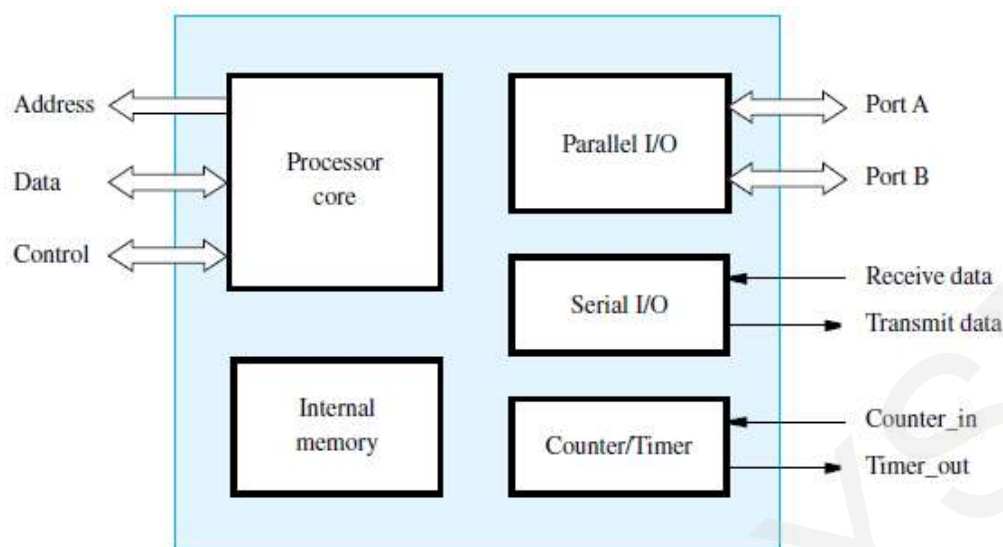 Address
Data
Control
Processor
core
Internal
memory
Parallel I/O
Serial I/O
Counter/Timer
Port A
Port B
Receive data
Transmit data
Counter_in
Timer_out